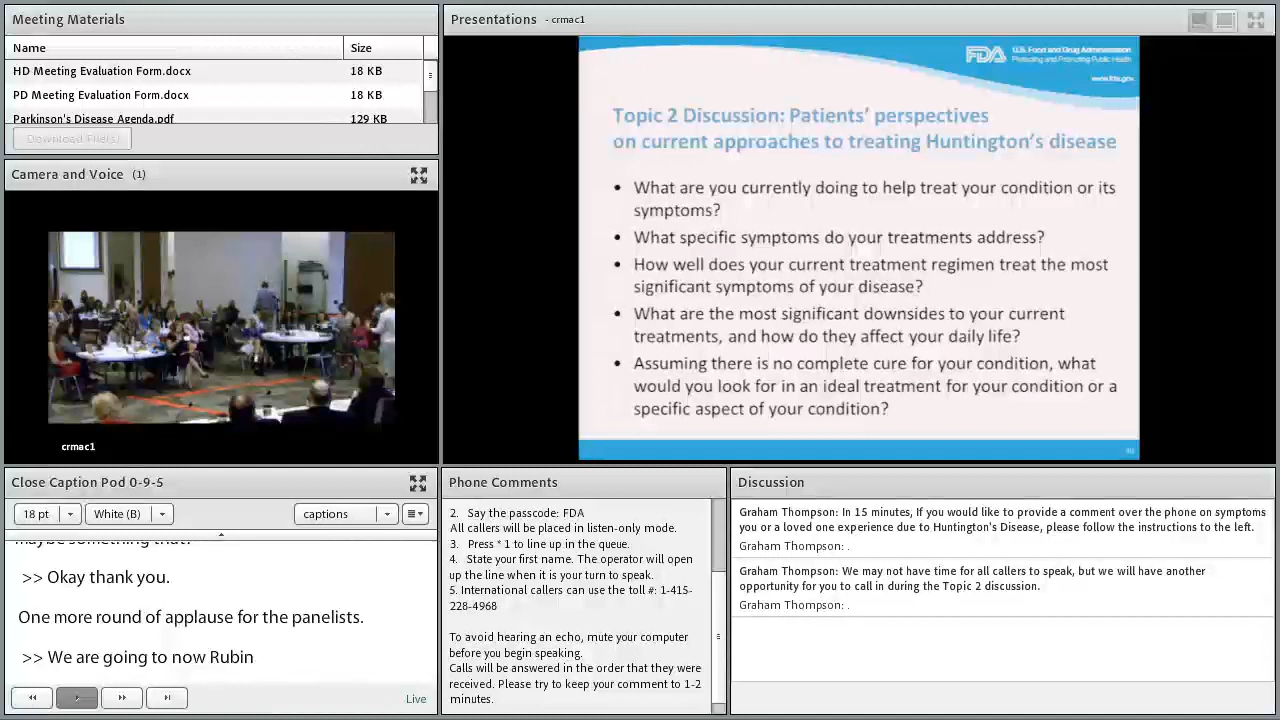 Meeting Materials
Name Size
HD Meeting Evaluation Form.docx 18 KB
PD Meeting Evaluation Form.docx 18 KB
Parkinson's Disease Agenda.pdf 129 KB
Download File(s)
Camera and Voice (1)
crmac1
Close Caption Pod 0-9-5
18 pt White (B) captions
maybe something that?
>> Okay thank you.
One more round of applause for the panelists.
>> We are going to now Rubin
Live
Presentations - crmac1
FDA U.S. Food and Drug Administration
Protecting and Promoting Public Health
www.fda.gov
Topic 2 Discussion: Patients' perspectives
on current approaches to treating Huntington's disease
• What are you currently doing to help treat your condition or its
symptoms?
• What specific symptoms do your treatments address?
• How well does your current treatment regimen treat the most
significant symptoms of your disease?
• What are the most significant downsides to your current
treatments, and how do they affect your daily life?
• Assuming there is no complete cure for your condition, what
would you look for in an ideal treatment for your condition or a
specific aspect of your condition?
Phone Comments
2. Say the passcode: FDA
All callers will be placed in listen-only mode.
3. Press * 1 to line up in the queue.
4. State your first name. The operator will open
up the line when it is your turn to speak.
5. International callers can use the toll #: 1-415-
228-4968
To avoid hearing an echo, mute your computer
before you begin speaking.
Calls will be answered in the order that they were
received. Please try to keep your comment to 1-2
minutes.
Discussion
Graham Thompson: In 15 minutes, If you would like to provide a comment over the phone on symptoms
you or a loved one experience due to Huntington's Disease, please follow the instructions to the left.
Graham Thompson: .
Graham Thompson: We may not have time for all callers to speak, but we will have another
opportunity for you to call in during the Topic 2 discussion.
Graham Thompson: .